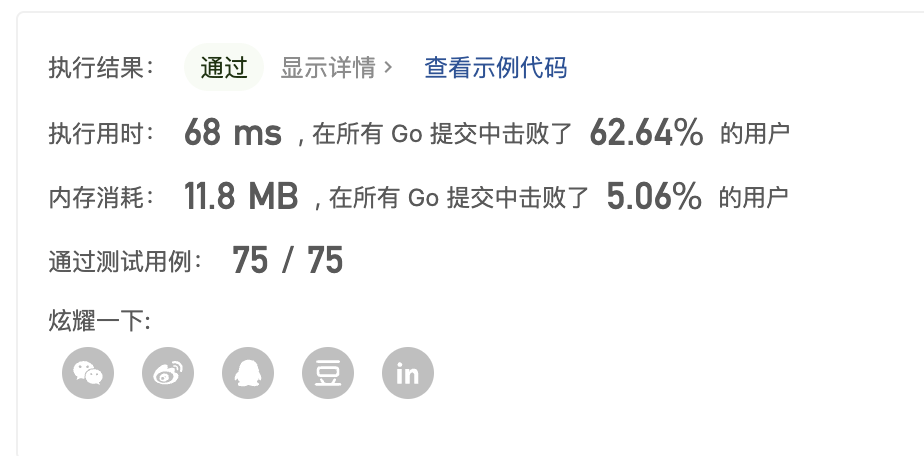 执行结果： 通过 显示详情 > 查看示例代码
执行用时： 68 ms , 在所有 Go 提交中击败了 62.64% 的用户
内存消耗： 11.8 MB , 在所有 Go 提交中击败了 5.06% 的用户
通过测试用例： 75 / 75
炫耀一下:
豆 in